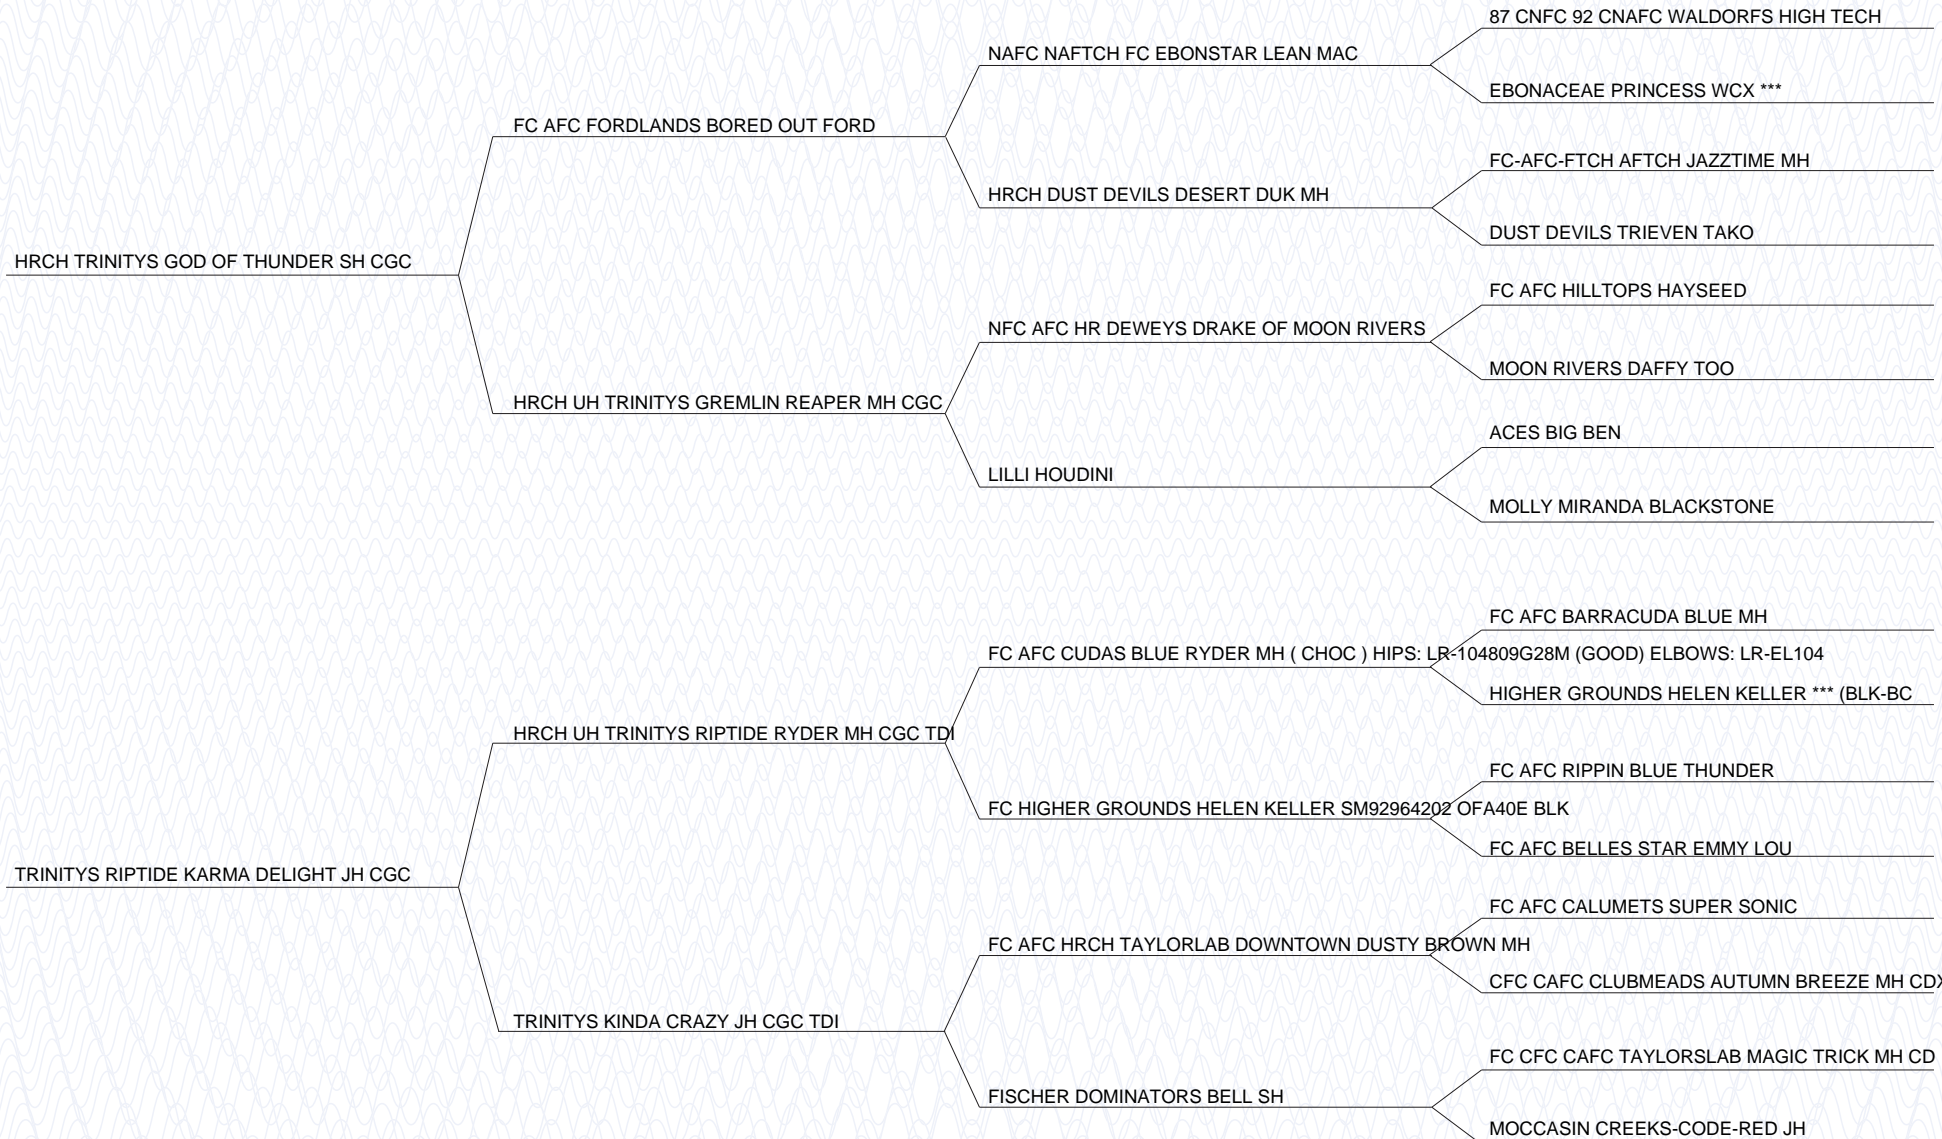 87 CNFC 92 CNAFC WALDORFS HIGH TECH
NAFC NAFTCH FC EBONSTAR LEAN MAC
EBONACEAE PRINCESS WCX ***
FC AFC FORDLANDS BORED OUT FORD
FC-AFC-FTCH AFTCH JAZZTIME MH
HRCH DUST DEVILS DESERT DUK MH
DUST DEVILS TRIEVEN TAKO
HRCH TRINITYS GOD OF THUNDER SH CGC
FC AFC HILLTOPS HAYSEED
NFC AFC HR DEWEYS DRAKE OF MOON RIVERS
MOON RIVERS DAFFY TOO
HRCH UH TRINITYS GREMLIN REAPER MH CGC
ACES BIG BEN
LILLI HOUDINI
MOLLY MIRANDA BLACKSTONE
FC AFC BARRACUDA BLUE MH
FC AFC CUDAS BLUE RYDER MH ( CHOC ) HIPS: LR-104809G28M (GOOD) ELBOWS: LR-EL104
HIGHER GROUNDS HELEN KELLER *** (BLK-BC
HRCH UH TRINITYS RIPTIDE RYDER MH CGC TDI
FC AFC RIPPIN BLUE THUNDER
FC HIGHER GROUNDS HELEN KELLER SM92964202 OFA40E BLK
FC AFC BELLES STAR EMMY LOU
TRINITYS RIPTIDE KARMA DELIGHT JH CGC
FC AFC CALUMETS SUPER SONIC
FC AFC HRCH TAYLORLAB DOWNTOWN DUSTY BROWN MH
CFC CAFC CLUBMEADS AUTUMN BREEZE MH CDX
TRINITYS KINDA CRAZY JH CGC TDI
FC CFC CAFC TAYLORSLAB MAGIC TRICK MH CD
FISCHER DOMINATORS BELL SH
MOCCASIN CREEKS-CODE-RED JH